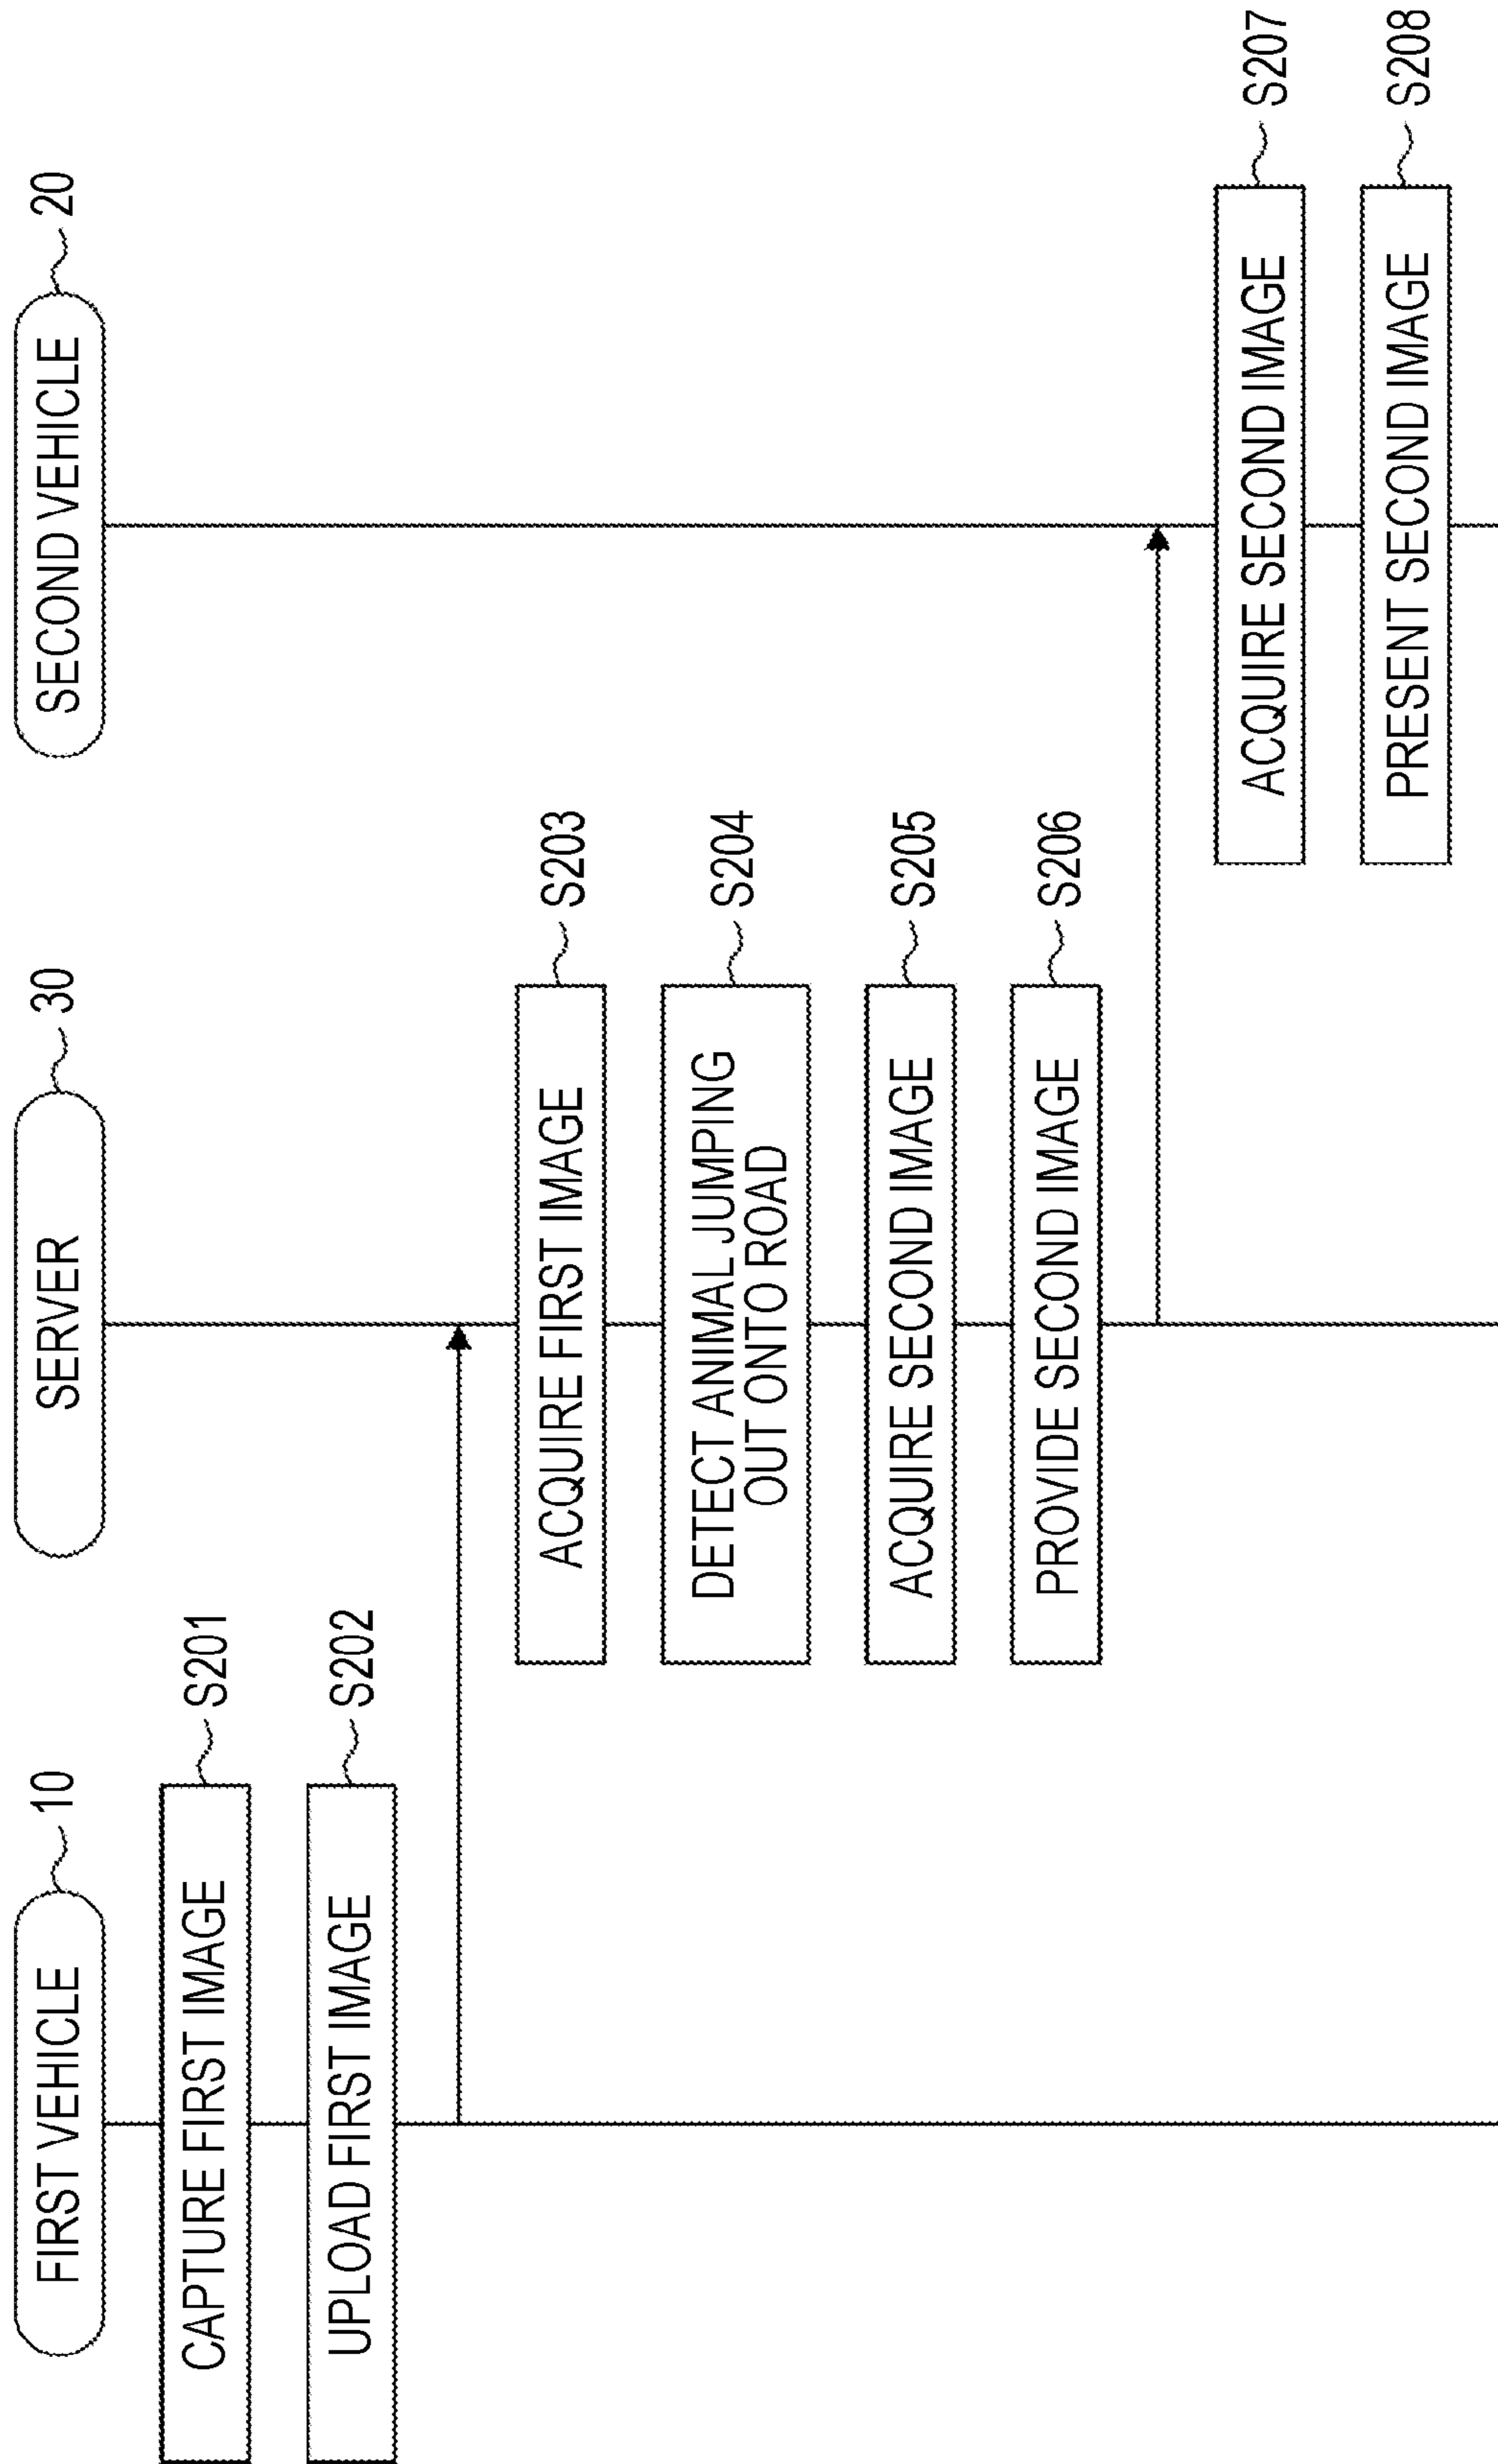 FIRST VEHICLE
10
SERVER
30
SECOND VEHICLE
20
CAPTURE FIRST IMAGE
S201
UPLOAD FIRST IMAGE
S202
ACQUIRE FIRST IMAGE
S203
DETECT ANIMAL JUMPING
OUT ONTO ROAD
S204
ACQUIRE SECOND IMAGE
S205
PROVIDE SECOND IMAGE
S206
ACQUIRE SECOND IMAGE
S207
PRESENT SECOND IMAGE
S208